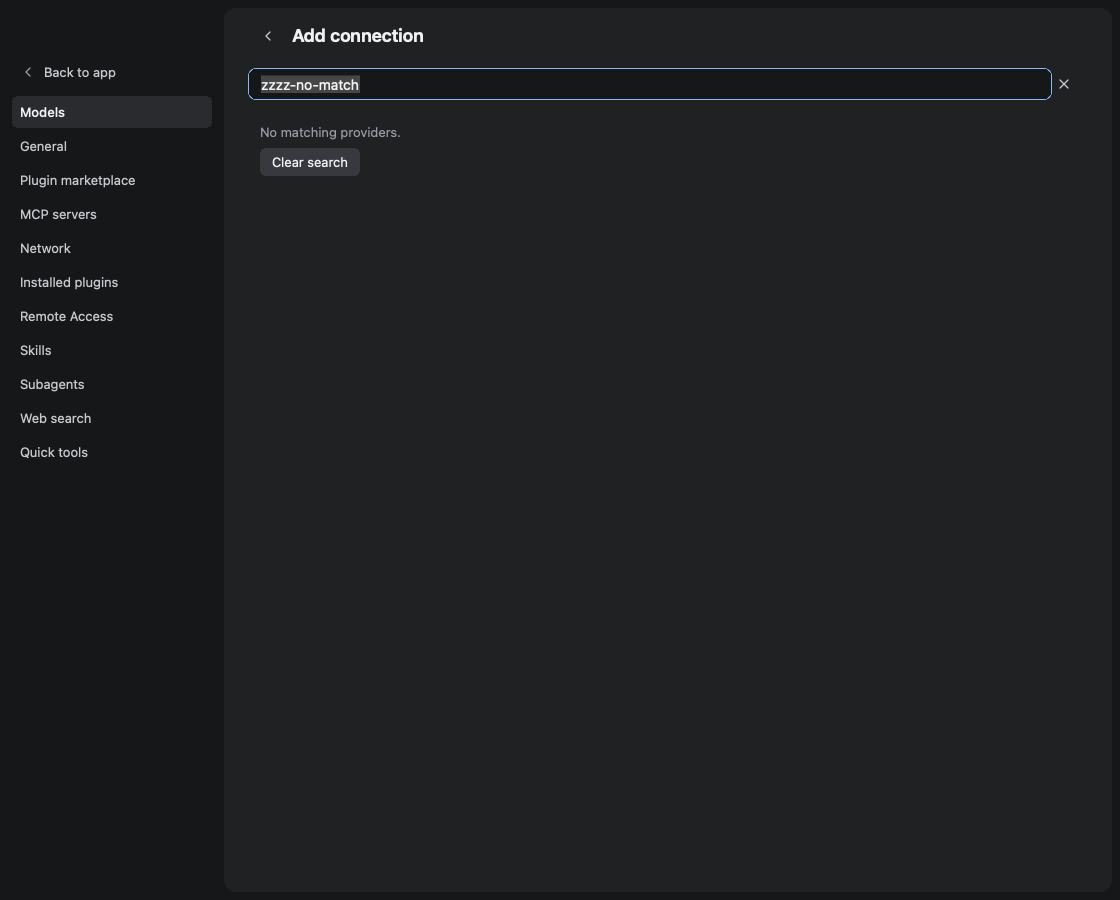 Add connection
Back to app
zzzz-no-match
Models
No matching providers.
General
Clear search
Plugin marketplace
MCP servers
Network
Installed plugins
Remote Access
Skills
Subagents
Web search
Quick tools